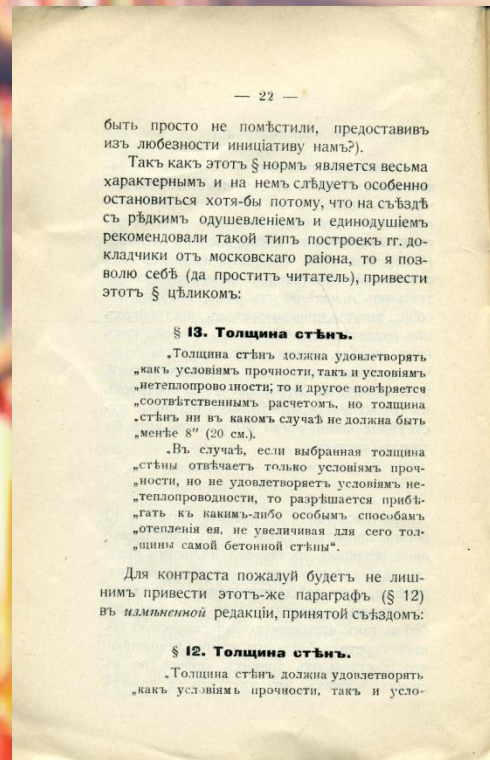 — 22 —
быть просто не помѣстили, предоставивъ
изъ любезности иниціативу намъ?).
Такъ какъ этотъ § нормъ является весьма
характернымъ и на немъ слѣдуетъ особенно
остановиться хотя-бы потому, что на съѣздѣ
съ рѣдкимъ одушевленіемъ и единодушіемъ
рекомендовали такой типъ построекъ гг. до-
кладчики отъ московскаго раіона, то я поз-
волю себѣ (да проститъ читатель), привести
этотъ § цѣликомъ:
§ 13. Толщина стѣнъ.
„Толщина стѣнъ должна удовлетворять
„какъ условіямъ прочности, такъ и условіямъ
„нетеплопроводности; то и другое повѣряется
„соотвѣтственнымъ расчетомъ, но толщина
„стѣнъ ни въ какомъ случаѣ не должна быть
„менѣе 8" (20 см.).
„Въ случаѣ, если выбранная толщина
„стѣны отвѣчаетъ только условіямъ проч-
„ности, но не удовлетворяетъ условіямъ не-
„теплопроводности, то разрѣшается прибѣ-
„гать къ какимъ-либо особымъ способамъ
„отепленія ея, не увеличивая для сего тол-
„щины самой бетонной стѣны“.
Для контраста пожалуй будетъ не лиш-
нимъ привести этотъ-же параграфъ (§ 12)
въ измѣненной редакціи, принятой съѣздомъ:
§ 12. Толщина стѣнъ.
„Толщина стѣнъ должна удовлетворять
„какъ условіямъ прочности, такъ и усло-